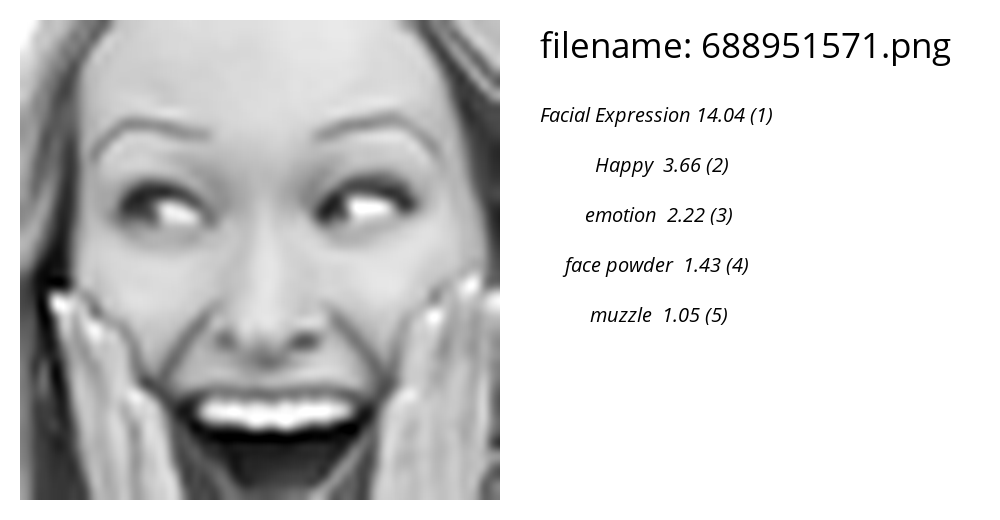 filename: 688951571.png
Facial Expression 14.04 (1)
Happy 3.66 (2)
emotion 2.22 (3)
face powder 1.43 (4)
muzzle 1.05 (5)